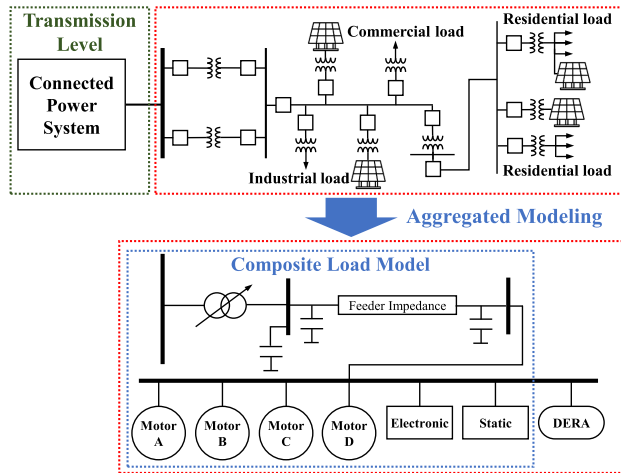 Transmission
Level
Connected
Power
System
Commercial load
Residential load
Industrial load
Residential load
Aggregated Modeling
Composite Load Model
Feeder Impedance
Motor
A
Motor
B
Motor
C
Motor
D
Electronic
Static
DERA